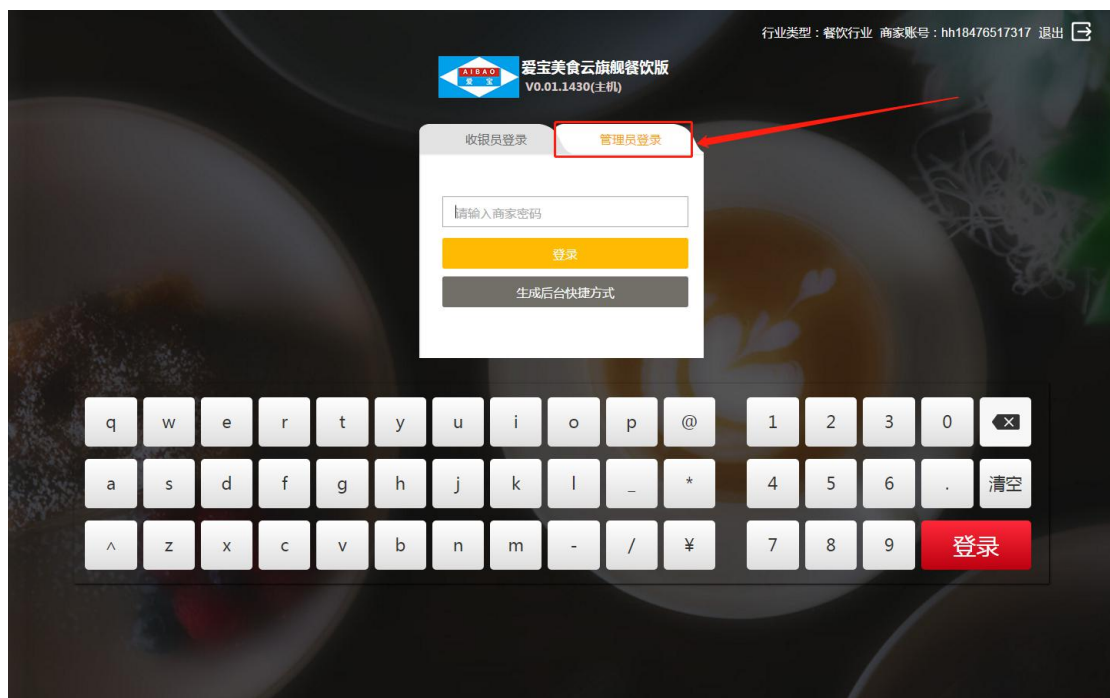 行业类型：餐饮行业 商家账号：hh18476517317 退出
AIBAO
爱宝
爱宝美食云旗舰餐饮版
V0.01.1430(主机)
收银员登录 管理员登录
请输入商家密码
登录
生成后台快捷方式
q w e r t y u i o p @ 1 2 3 0
a s d f g h j k l _ * 4 5 6 . 清空
^ z x c v b n m - / ¥ 7 8 9 登录